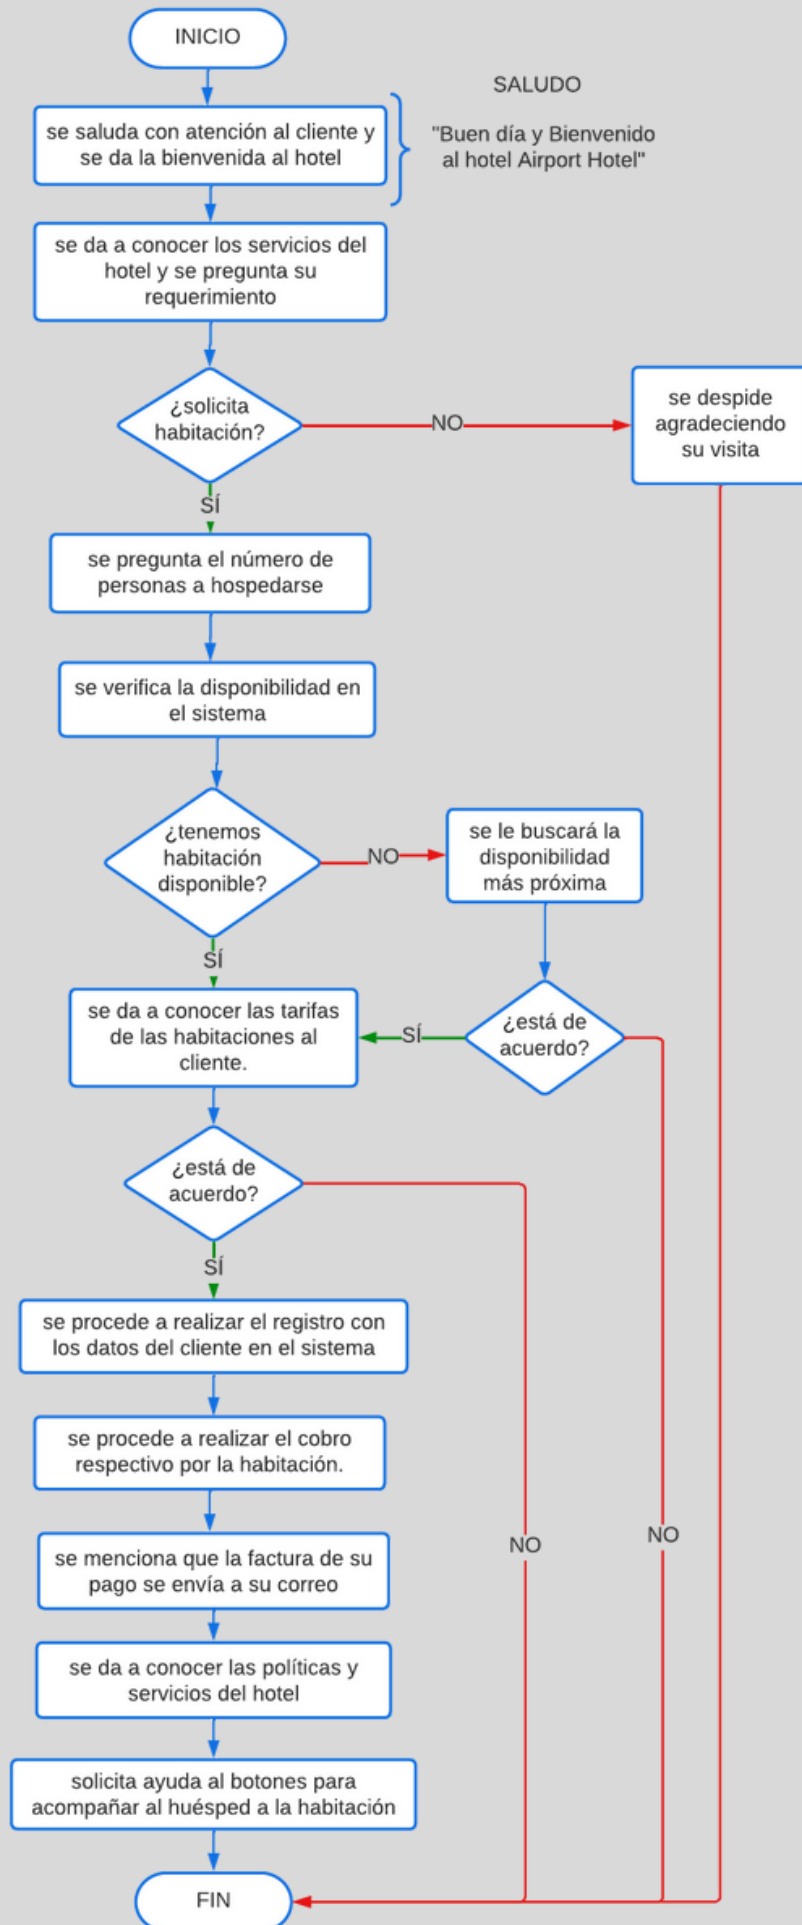 INICIO
SALUDO
se saluda con atención al cliente y
se da la bienvenida al hotel
"Buen día y Bienvenido
al hotel Airport Hotel"
se da a conocer los servicios del
hotel y se pregunta su
requerimiento
¿solicita
habitación?
NO
se despide
agradeciendo
su visita
SÍ
se pregunta el número de
personas a hospedarse
se verifica la disponibilidad en
el sistema
¿tenemos
habitación
disponible?
NO
se le buscará la
disponibilidad
más próxima
SÍ
se da a conocer las tarifas
de las habitaciones al
cliente.
SÍ
¿está de
acuerdo?
¿está de
acuerdo?
SÍ
se procede a realizar el registro con
los datos del cliente en el sistema
se procede a realizar el cobro
respectivo por la habitación.
NO
NO
se menciona que la factura de su
pago se envía a su correo
se da a conocer las políticas y
servicios del hotel
solicita ayuda al botones para
acompañar al huésped a la habitación
FIN